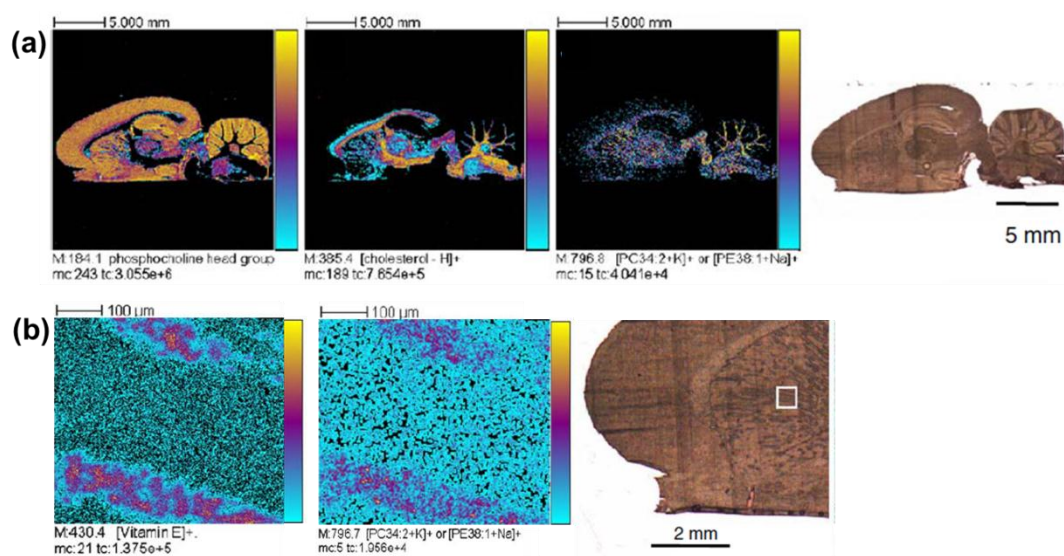 (a)
5.000 mm
5.000 mm
5.000 mm
M:184.1 phosphocholine head group
mc:243 tc:3.055e+6
M:385.4 [cholesterol - H]+
mc:189 tc:7.654e+5
M:796.8 [PC34:2+K]+ or [PE38:1+Na]+
mc:15 tc:4.041e+4
5 mm
(b)
100 µm
100 µm
M:430.4 [Vitamin E]+.
mc:21 tc:1.375e+5
M:796.7 [PC34:2+K]+ or [PE38:1+Na]+
mc:5 tc:1.956e+4
2 mm